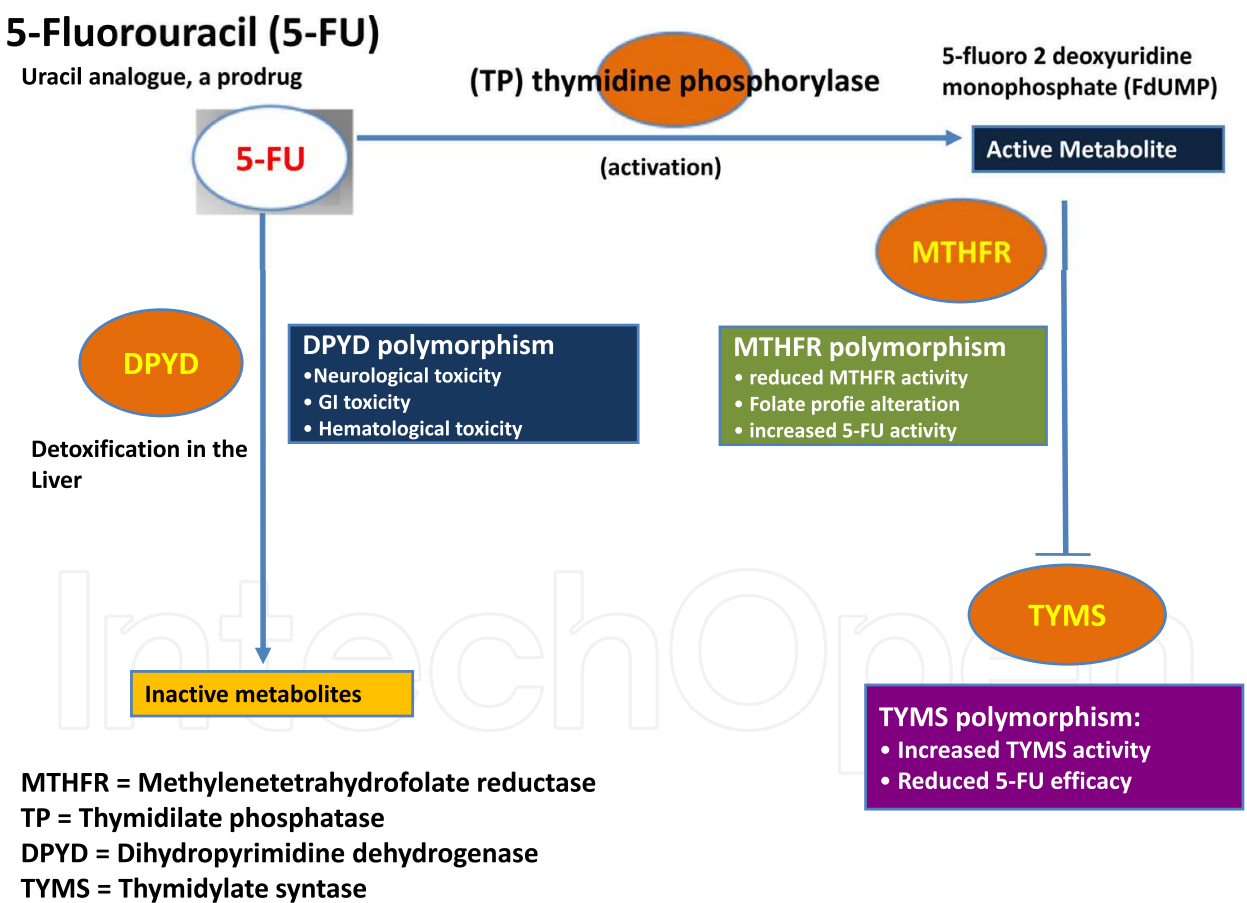 5-Fluorouracil (5-FU)
Uracil analogue, a prodrug
(TP) thymidine phosphorylase
5-fluoro 2 deoxyuridine
monophosphate (FdUMP)
5-FU
(activation)
Active Metabolite
MTHFR
DPYD
DPYD polymorphism
•Neurological toxicity
• GI toxicity
• Hematological toxicity
MTHFR polymorphism
• reduced MTHFR activity
• Folate profie alteration
• increased 5-FU activity
Detoxification in the
Liver
TYMS
Inactive metabolites
TYMS polymorphism:
• Increased TYMS activity
• Reduced 5-FU efficacy
IntechOpen
MTHFR = Methylenetetrahydrofolate reductase
TP = Thymidilate phosphatase
DPYD = Dihydropyrimidine dehydrogenase
TYMS = Thymidylate syntase